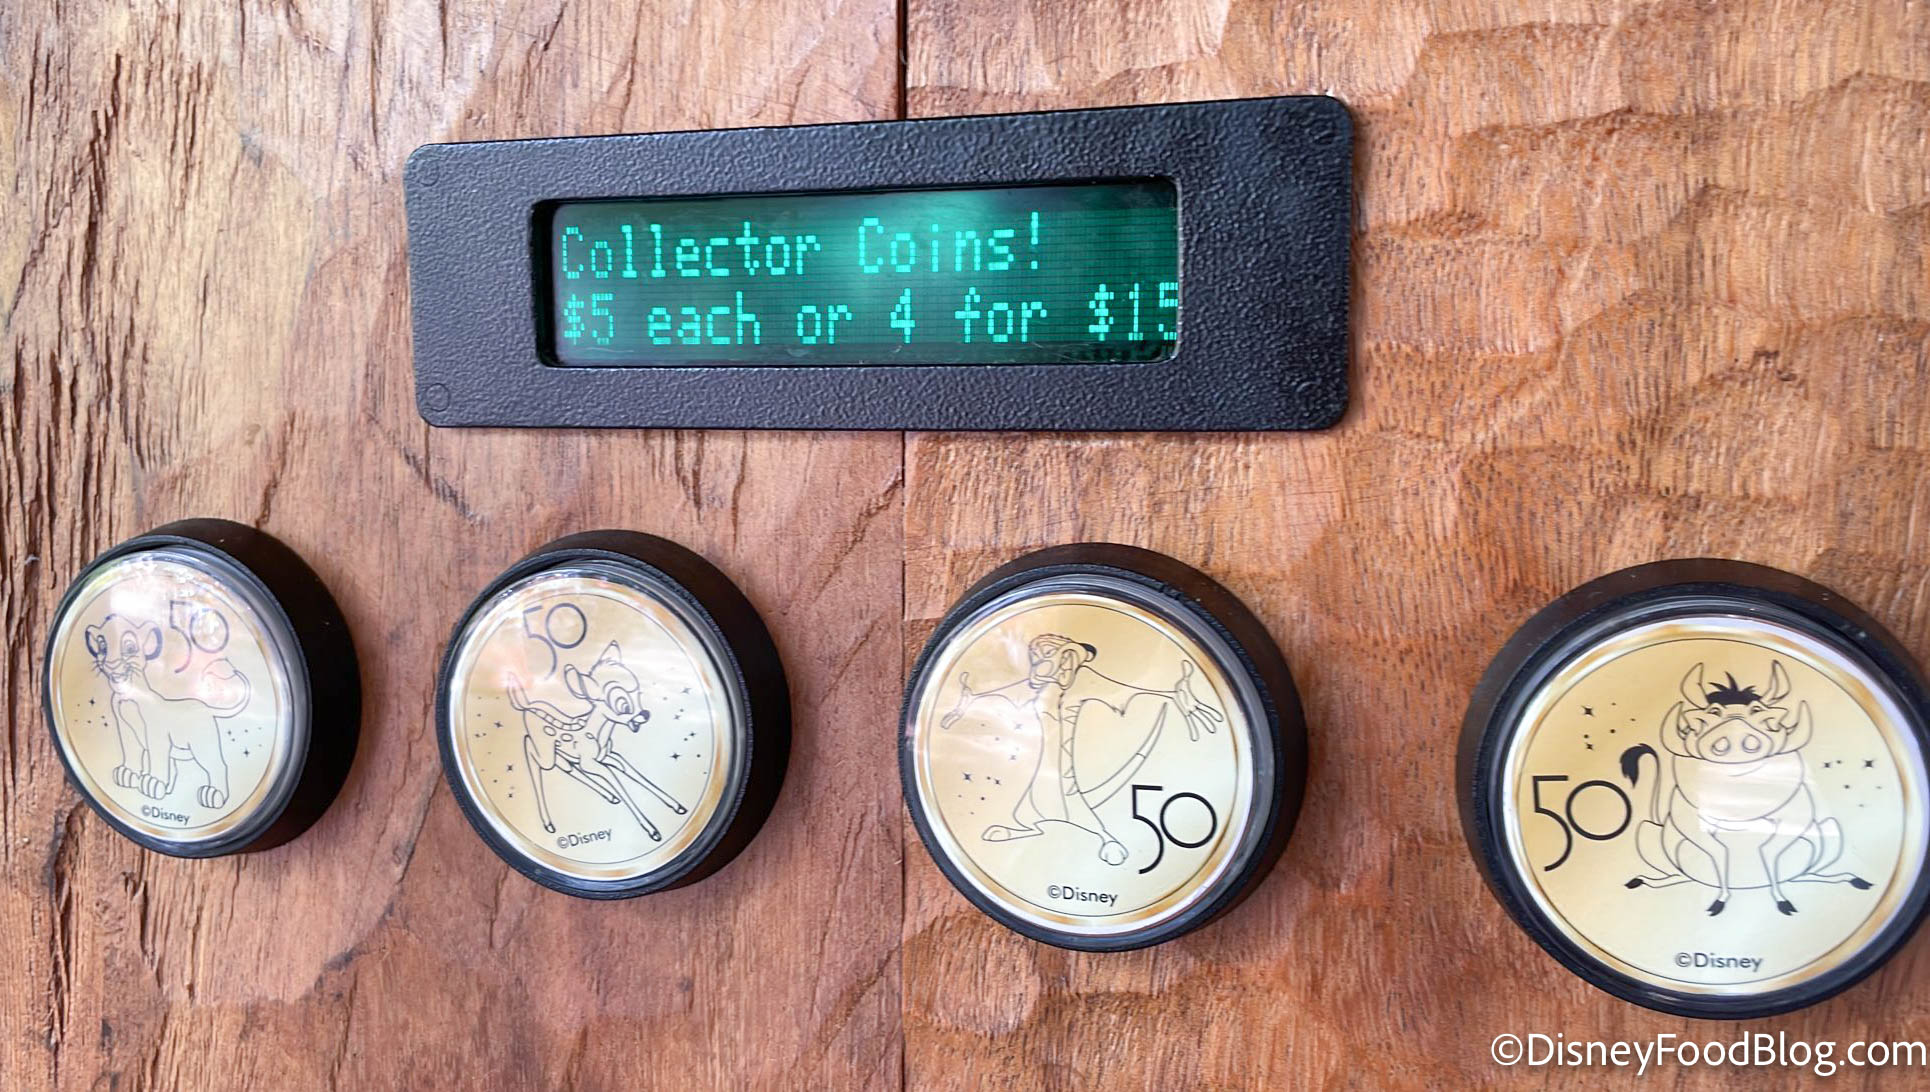 Collector Coins!
$5 each or 4 for $15
50
©Disney
50
©Disney
50
©Disney
50
©Disney
©DisneyFoodBlog.com